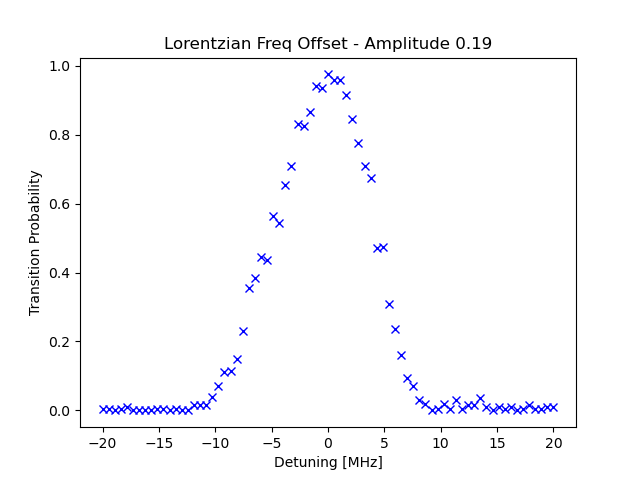 Lorentzian Freq Offset - Amplitude 0.19
1.0
0.8
0.6
0.4
0.2
0.0
Transition Probability
−20 −15 −10 −5 0 5 10 15 20
Detuning [MHz]